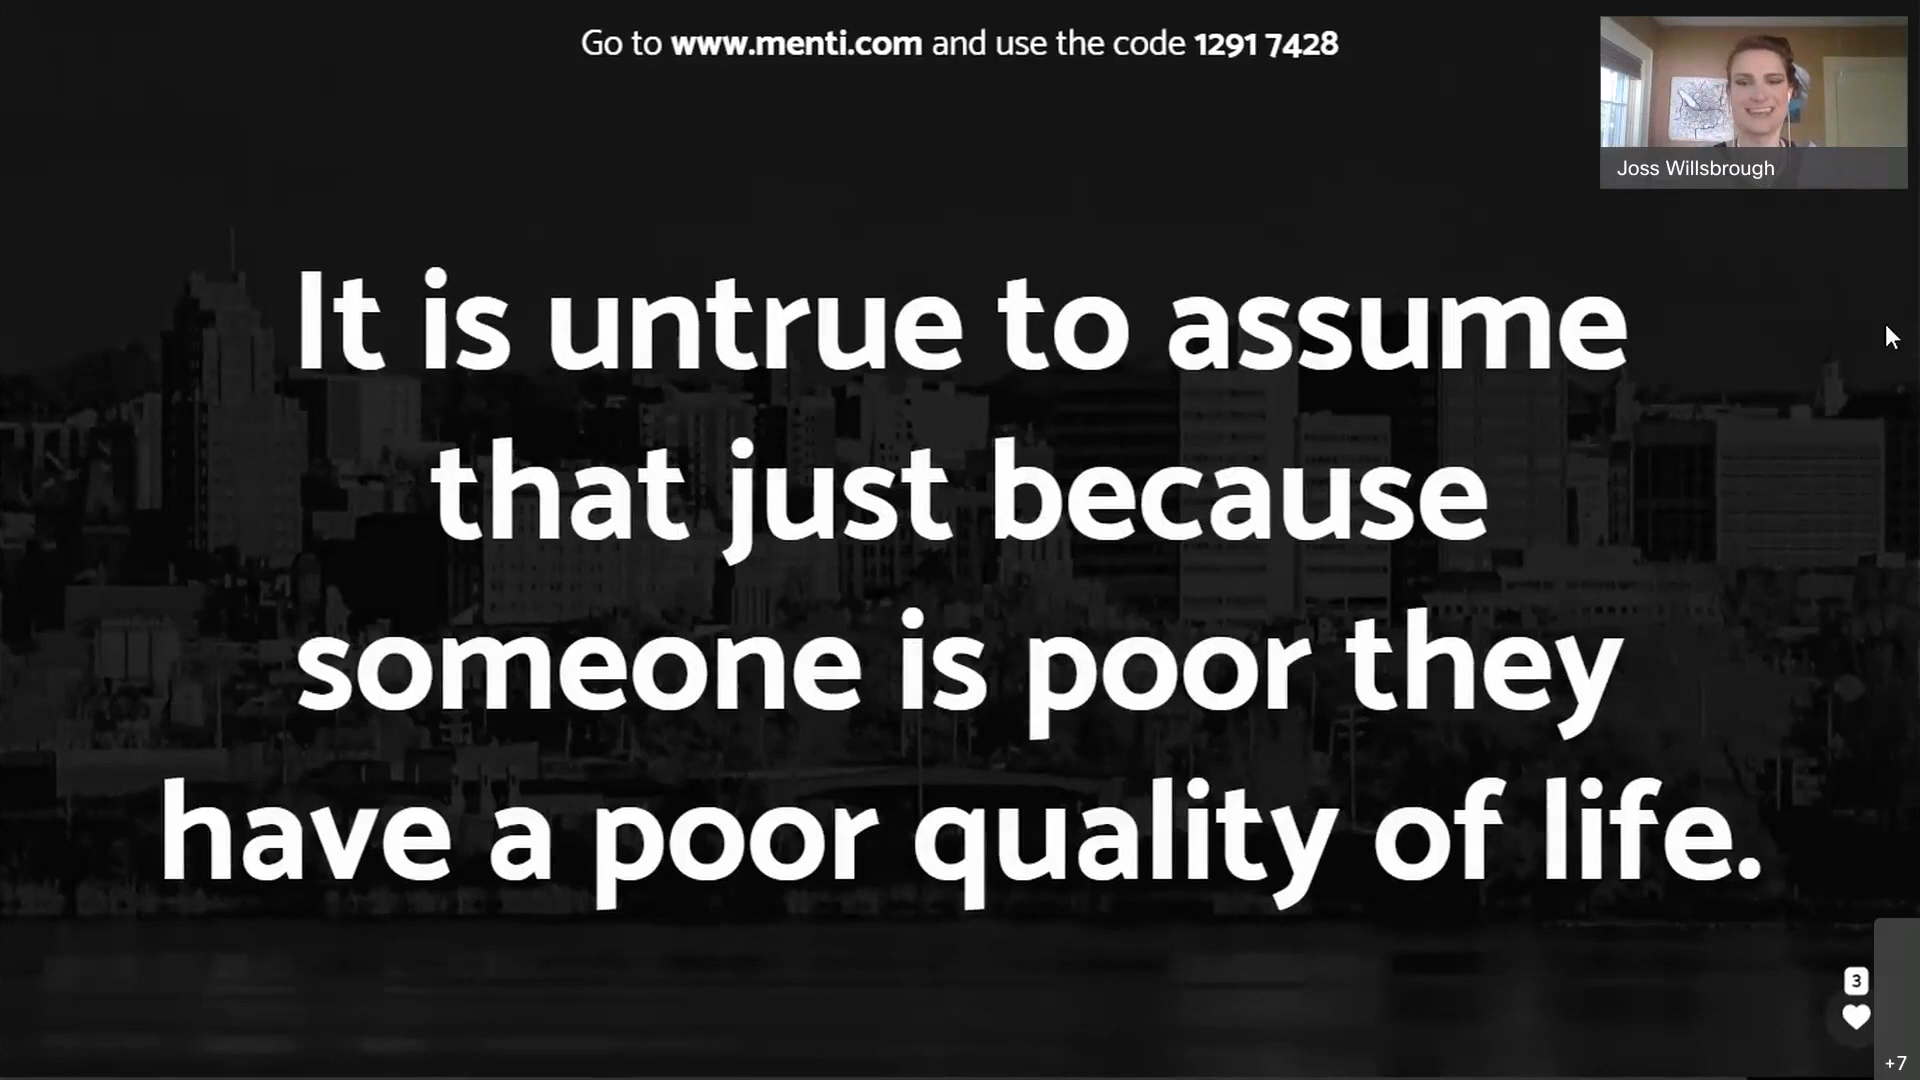 Go to www.menti.com and use the code 1291 7428
Joss Willsbrough
It is untrue to assume
that just because
someone is poor they
have a poor quality of life.
3
+7